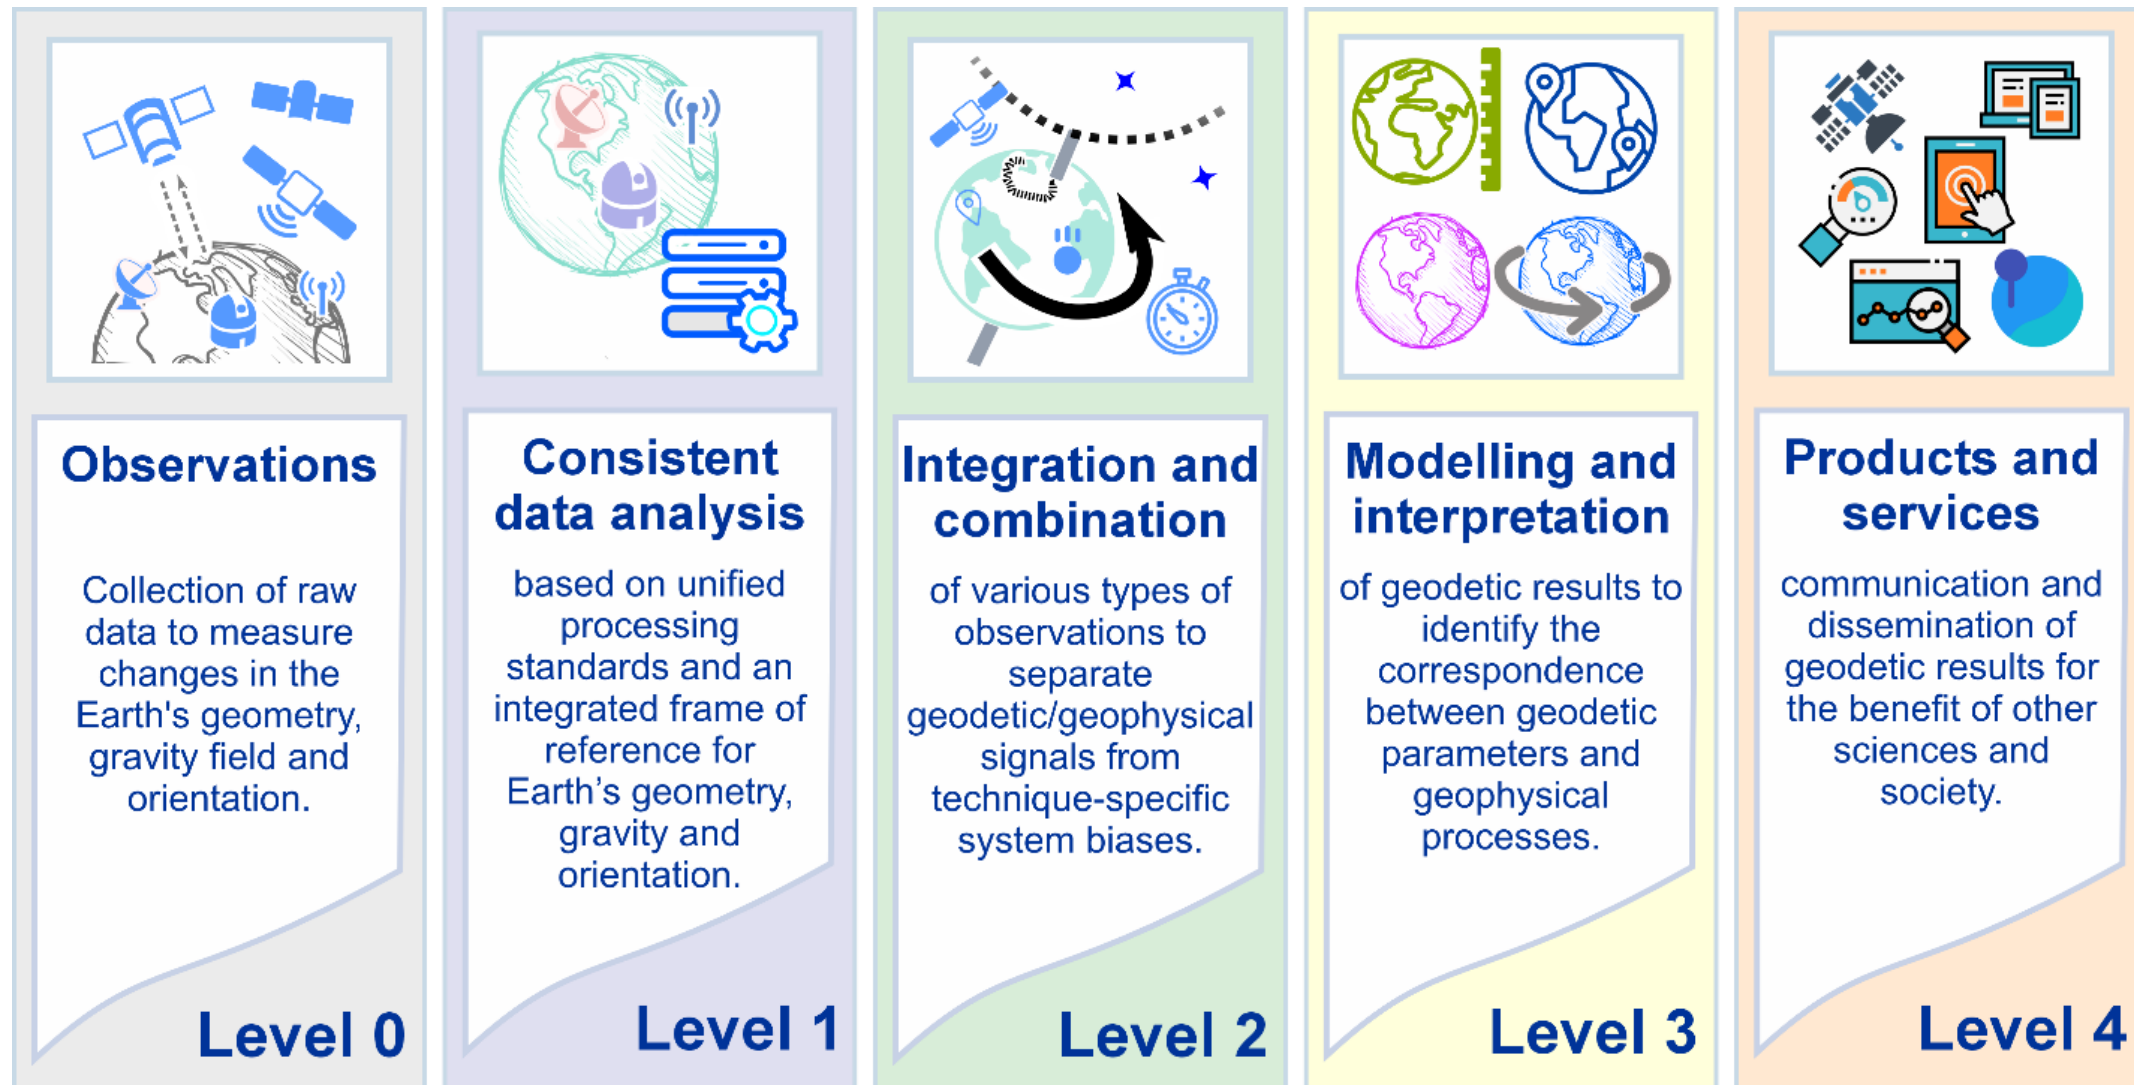 Observations
Collection of raw
data to measure
changes in the
Earth's geometry,
gravity field and
orientation.
Level 0
Consistent
data analysis
based on unified
processing
standards and an
integrated frame of
reference for
Earth’s geometry,
gravity and
orientation.
Level 1
Integration and
combination
of various types of
observations to
separate
geodetic/geophysical
signals from
technique-specific
system biases.
Level 2
Modelling and
interpretation
of geodetic results to
identify the
correspondence
between geodetic
parameters and
geophysical
processes.
Level 3
Products and
services
communication and
dissemination of
geodetic results for
the benefit of other
sciences and
society.
Level 4